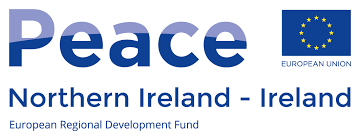 Peace
EUROPEAN UNION
Northern Ireland - Ireland
European Regional Development Fund